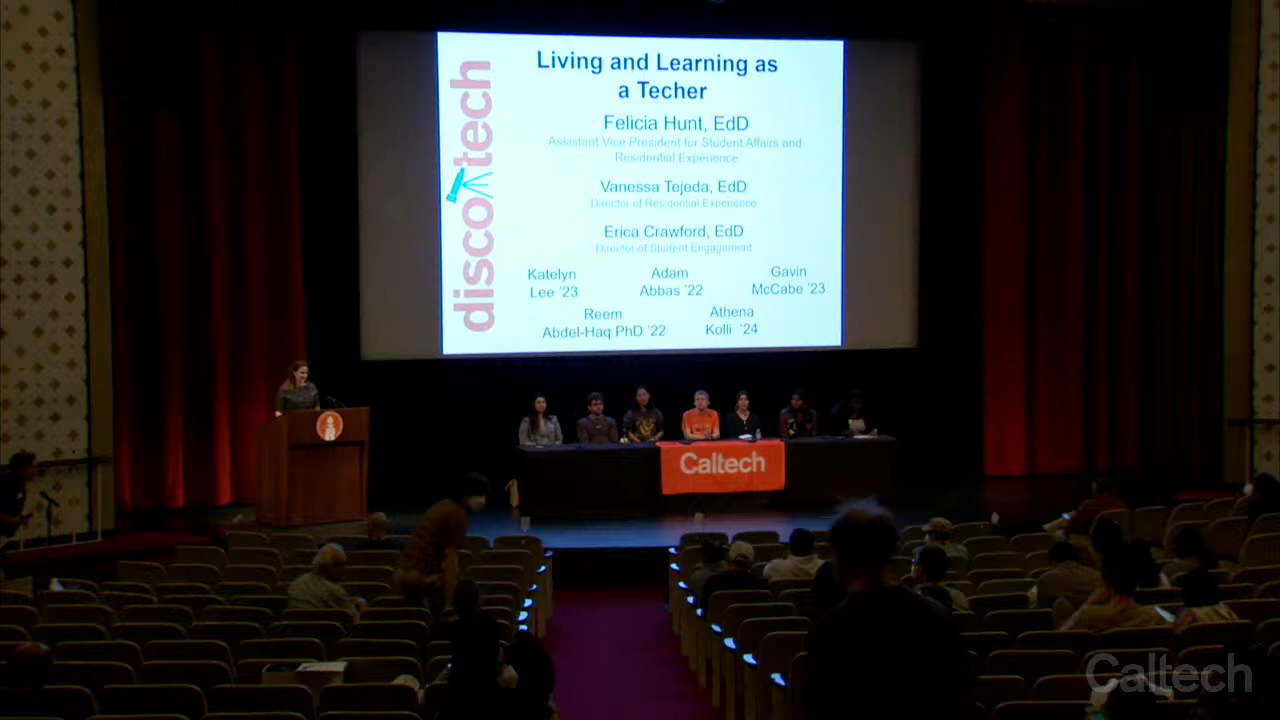 discotech
Living and Learning as
a Techer
Felicia Hunt, EdD
Assistant Vice President for Student Affairs and
Residential Experience
Vanessa Tejeda, EdD
Director of Residential Experience
Erica Crawford, EdD
Director of Student Engagement
Katelyn
Lee '23
Adam
Abbas '22
Gavin
McCabe '23
Reem
Abdel-Haq PhD '22
Athena
Kolli '24
Caltech
Caltech